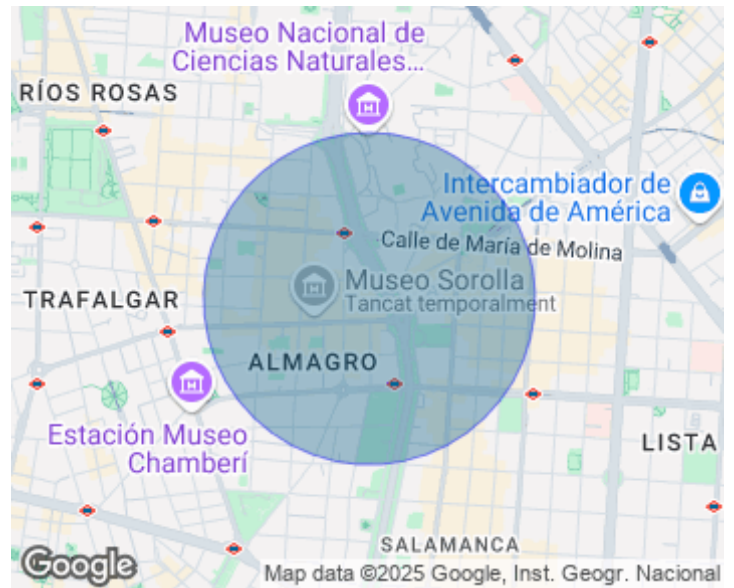 Museo Nacional de
Ciencias Naturales...
RÍOS ROSAS
Intercambiador de
Avenida de América
Calle de María de Molina
Museo Sorolla
Tancat temporalment
TRAFALGAR
ALMAGRO
Estación Museo
Chamberí
LISTA
SALAMANCA
Google
Map data ©2025 Google, Inst. Geogr. Nacional